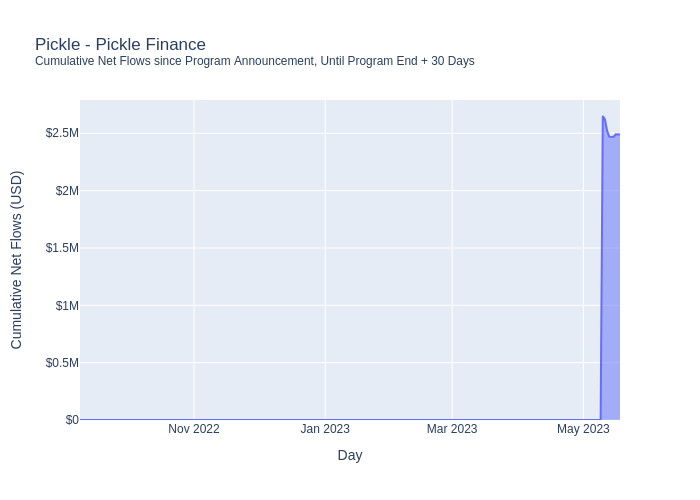 Pickle - Pickle Finance
Cumulative Net Flows since Program Announcement, Until Program End + 30 Days
Cumulative Net Flows (USD)
$2.5M
$2M
$1.5M
$1M
$0.5M
$0
Nov 2022
Jan 2023
Mar 2023
May 2023
Day